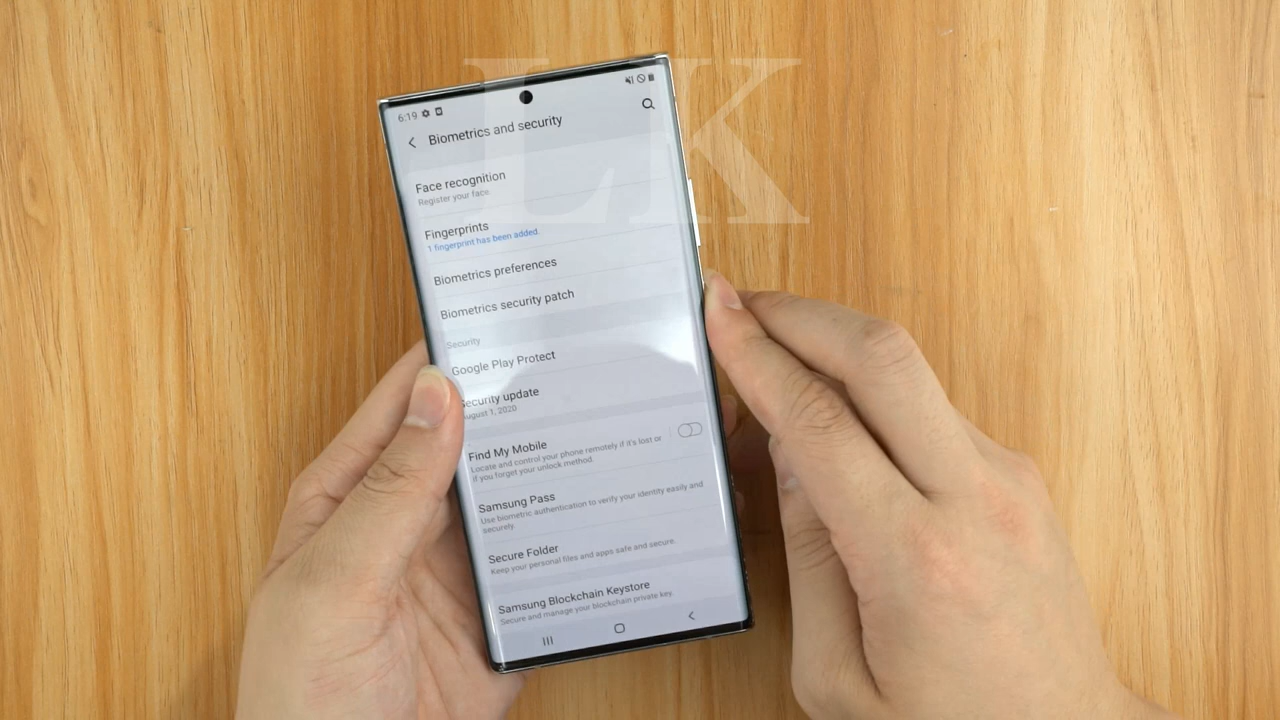 LK
6:19
Biometrics and security
Face recognition
Register your face.
Fingerprints
1 fingerprint has been added.
Biometrics preferences
Biometrics security patch
Security
Google Play Protect
Security update
August 1, 2020
Find My Mobile
Locate and control your phone remotely if it's lost or
if you forget your unlock method.
Samsung Pass
Use biometric authentication to verify your identity easily and
securely.
Secure Folder
Keep your personal files and apps safe and secure.
Samsung Blockchain Keystore
Secure and manage your blockchain private key.